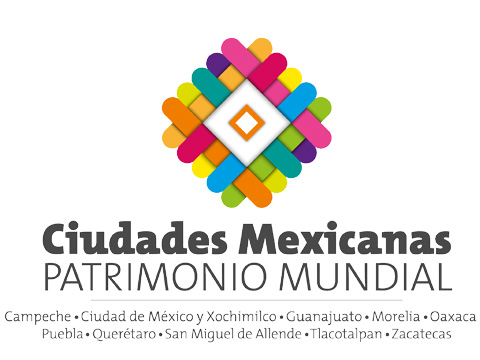 Ciudades Mexicanas
PATRIMONIO MUNDIAL
Campeche • Ciudad de México y Xochimilco • Guanajuato • Morelia • Oaxaca
Puebla • Querétaro • San Miguel de Allende • Tlacotalpan • Zacatecas